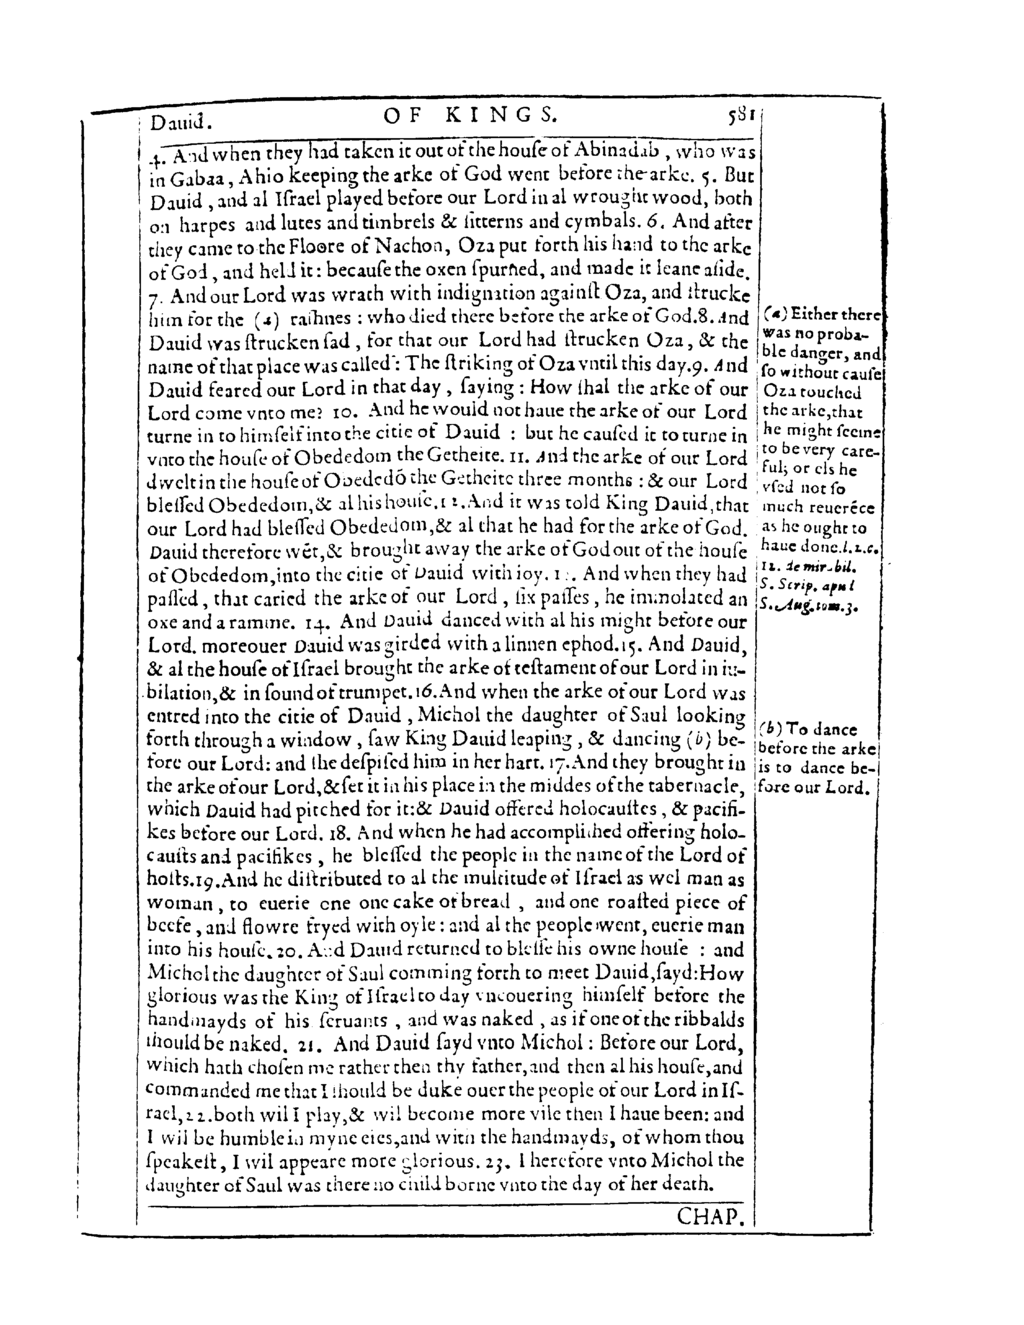 Dauid. OF KINGS. 581
4. And when they had taken it out of the houſe of Abinadab , who was
in Gabaa, Ahio keeping the arke of God went before the arke. 5. But
Dauid , and al Iſrael played before our Lord in al wrought wood, both
on harpes and lutes and timbrels & ſitterns and cymbals. 6. And after
they came to the Floore of Nachon, Oza put forth his hand to the arke
of God , and held it: becauſe the oxen ſpurned, and made it leane aſide.
7. And our Lord was wrath with indignation againſt Oza, and ſtrucke
him for the (a) raſhnes : who died there before the arke of God.8.And
Dauid was ſtrucken ſad , for that our Lord had ſtrucken Oza, & the
name of that place was called : The ſtriking of Oza vntil this day.9. And
Dauid feared our Lord in that day , ſaying : How ſhal the arke of our
Lord come vnto me? 10. And he would not haue the arke of our Lord
turne in to himſelf into the citie of Dauid : but he cauſed it to turne in
vnto the houſe of Obededom the Getheite. 11. And the arke of our Lord
dwelt in the houſe of Obededō the Getheite three months : & our Lord
bleſſed Obededom,& al his houſe.12.And it was told King Dauid,that
our Lord had bleſſed Obededom,& al that he had for the arke of God.
Dauid therefore wēt,& brought away the arke of God out of the houſe
of Obededom,into the citie of Dauid with ioy. 13. And when they had
paſſed , that caried the arke of our Lord , ſix paſſes , he immolated an
oxe and a ramme. 14. And Dauid danced with al his might before our
Lord. moreouer Dauid was girded with a linnen ephod.15. And Dauid,
& al the houſe of Iſrael brought the arke of teſtament of our Lord in iu-
bilation,& in ſound of trumpet.16.And when the arke of our Lord was
entred into the citie of Dauid , Michol the daughter of Saul looking
forth through a window , ſaw King Dauid leaping , & dancing (b) be-
fore our Lord: and ſhe deſpiſed him in her hart. 17.And they brought in
the arke of our Lord,& ſet it in his place in the middes of the tabernacle,
which Dauid had pitched for it:& Dauid offered holocauſtes , & pacifi-
kes before our Lord. 18. And when he had accompliſhed offering holo-
cauſts and pacifikes , he bleſſed the people in the name of the Lord of
hoſts.19.And he diſtributed to al the multitude of Iſrael as wel man as
woman , to euerie one one cake of bread , and one roaſted piece of
beefe , and flowre fryed with oyle : and al the people went, euerie man
into his houſe. 20. And Dauid returned to bleſſe his owne houſe : and
Michol the daughter of Saul comming forth to meet Dauid,ſayd:How
glorious was the King of Iſrael to day vncouering himſelf before the
handmayds of his ſeruants , and was naked , as if one of the ribbalds
ſhould be naked. 21. And Dauid ſayd vnto Michol : Before our Lord,
which hath choſen me rather then thy father,and then al his houſe,and
commanded me that I ſhould be duke ouer the people of our Lord in Iſ-
rael,22.both wil I play,& wil become more vile then I haue been: and
I wil be humble in myne eies,and with the handmayds, of whom thou
ſpeakeſt , I wil appeare more glorious. 23. Therefore vnto Michol the
daughter of Saul was there no child borne vnto the day of her death.
CHAP.
(a) Either there
was no proba-
ble danger, and
ſo without cauſe
Oza touched
the arke,that
he might ſeeme
to be very care-
ful; or els he
vſed not ſo
much reuerēce
as he ought to
haue done.l.2.c.
12. de mirabil.
S. Scrip. apud
S. Aug.tom.3.
(b) To dance
before the arke
is to dance be-
fore our Lord.